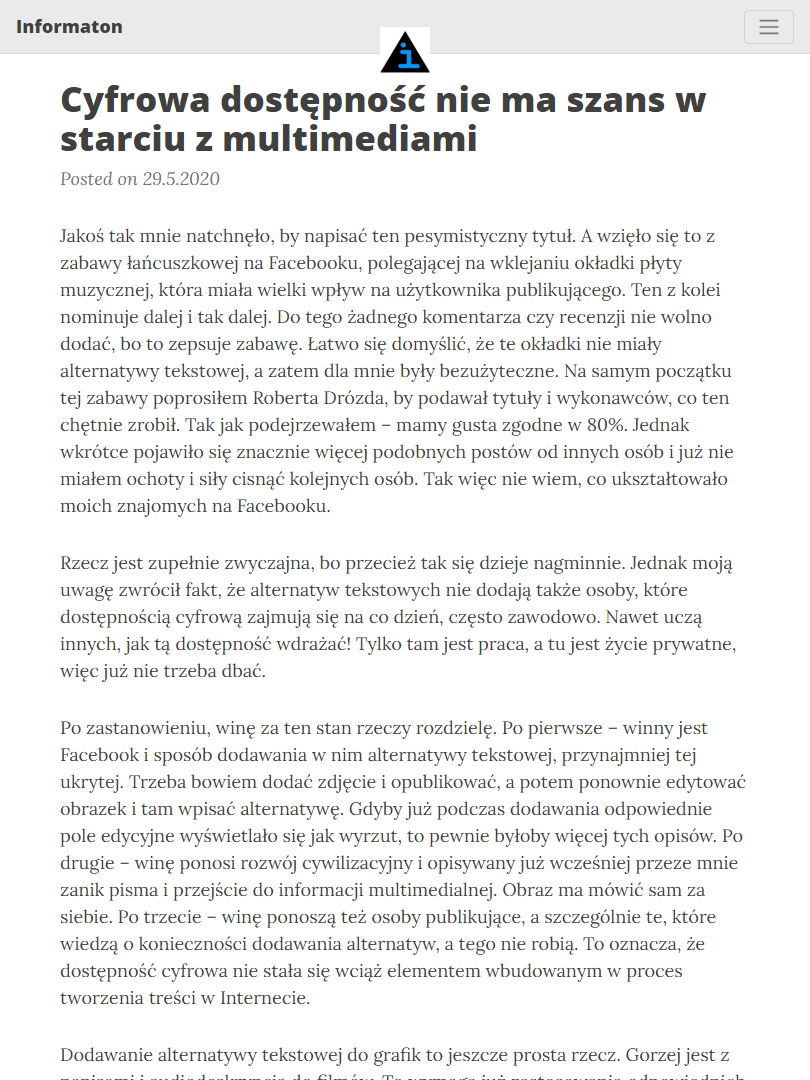 Informaton
i
Cyfrowa dostępność nie ma szans w
starciu z multimediami
Posted on 29.5.2020
Jakoś tak mnie natchnęło, by napisać ten pesymistyczny tytuł. A wzięło się to z
zabawy łańcuszkowej na Facebooku, polegającej na wklejaniu okładki płyty
muzycznej, która miała wielki wpływ na użytkownika publikującego. Ten z kolei
nominuje dalej i tak dalej. Do tego żadnego komentarza czy recenzji nie wolno
dodać, bo to zepsuje zabawę. Łatwo się domyślić, że te okładki nie miały
alternatywy tekstowej, a zatem dla mnie były bezużyteczne. Na samym początku
tej zabawy poprosiłem Roberta Drózda, by podawał tytuły i wykonawców, co ten
chętnie zrobił. Tak jak podejrzewałem – mamy gusta zgodne w 80%. Jednak
wkrótce pojawiło się znacznie więcej podobnych postów od innych osób i już nie
miałem ochoty i siły cisnąć kolejnych osób. Tak więc nie wiem, co ukształtowało
moich znajomych na Facebooku.
Rzecz jest zupełnie zwyczajna, bo przecież tak się dzieje nagminnie. Jednak moją
uwagę zwrócił fakt, że alternatyw tekstowych nie dodają także osoby, które
dostępnością cyfrową zajmują się na co dzień, często zawodowo. Nawet uczą
innych, jak tą dostępność wdrażać! Tylko tam jest praca, a tu jest życie prywatne,
więc już nie trzeba dbać.
Po zastanowieniu, winę za ten stan rzeczy rozdzielę. Po pierwsze – winny jest
Facebook i sposób dodawania w nim alternatywy tekstowej, przynajmniej tej
ukrytej. Trzeba bowiem dodać zdjęcie i opublikować, a potem ponownie edytować
obrazek i tam wpisać alternatywę. Gdyby już podczas dodawania odpowiednie
pole edycyjne wyświetlało się jak wyrzut, to pewnie byłoby więcej tych opisów. Po
drugie – winę ponosi rozwój cywilizacyjny i opisywany już wcześniej przeze mnie
zanik pisma i przejście do informacji multimedialnej. Obraz ma mówić sam za
siebie. Po trzecie – winę ponoszą też osoby publikujące, a szczególnie te, które
wiedzą o konieczności dodawania alternatyw, a tego nie robią. To oznacza, że
dostępność cyfrowa nie stała się wciąż elementem wbudowanym w proces
tworzenia treści w Internecie.
Dodawanie alternatywy tekstowej do grafik to jeszcze prosta rzecz. Gorzej jest z